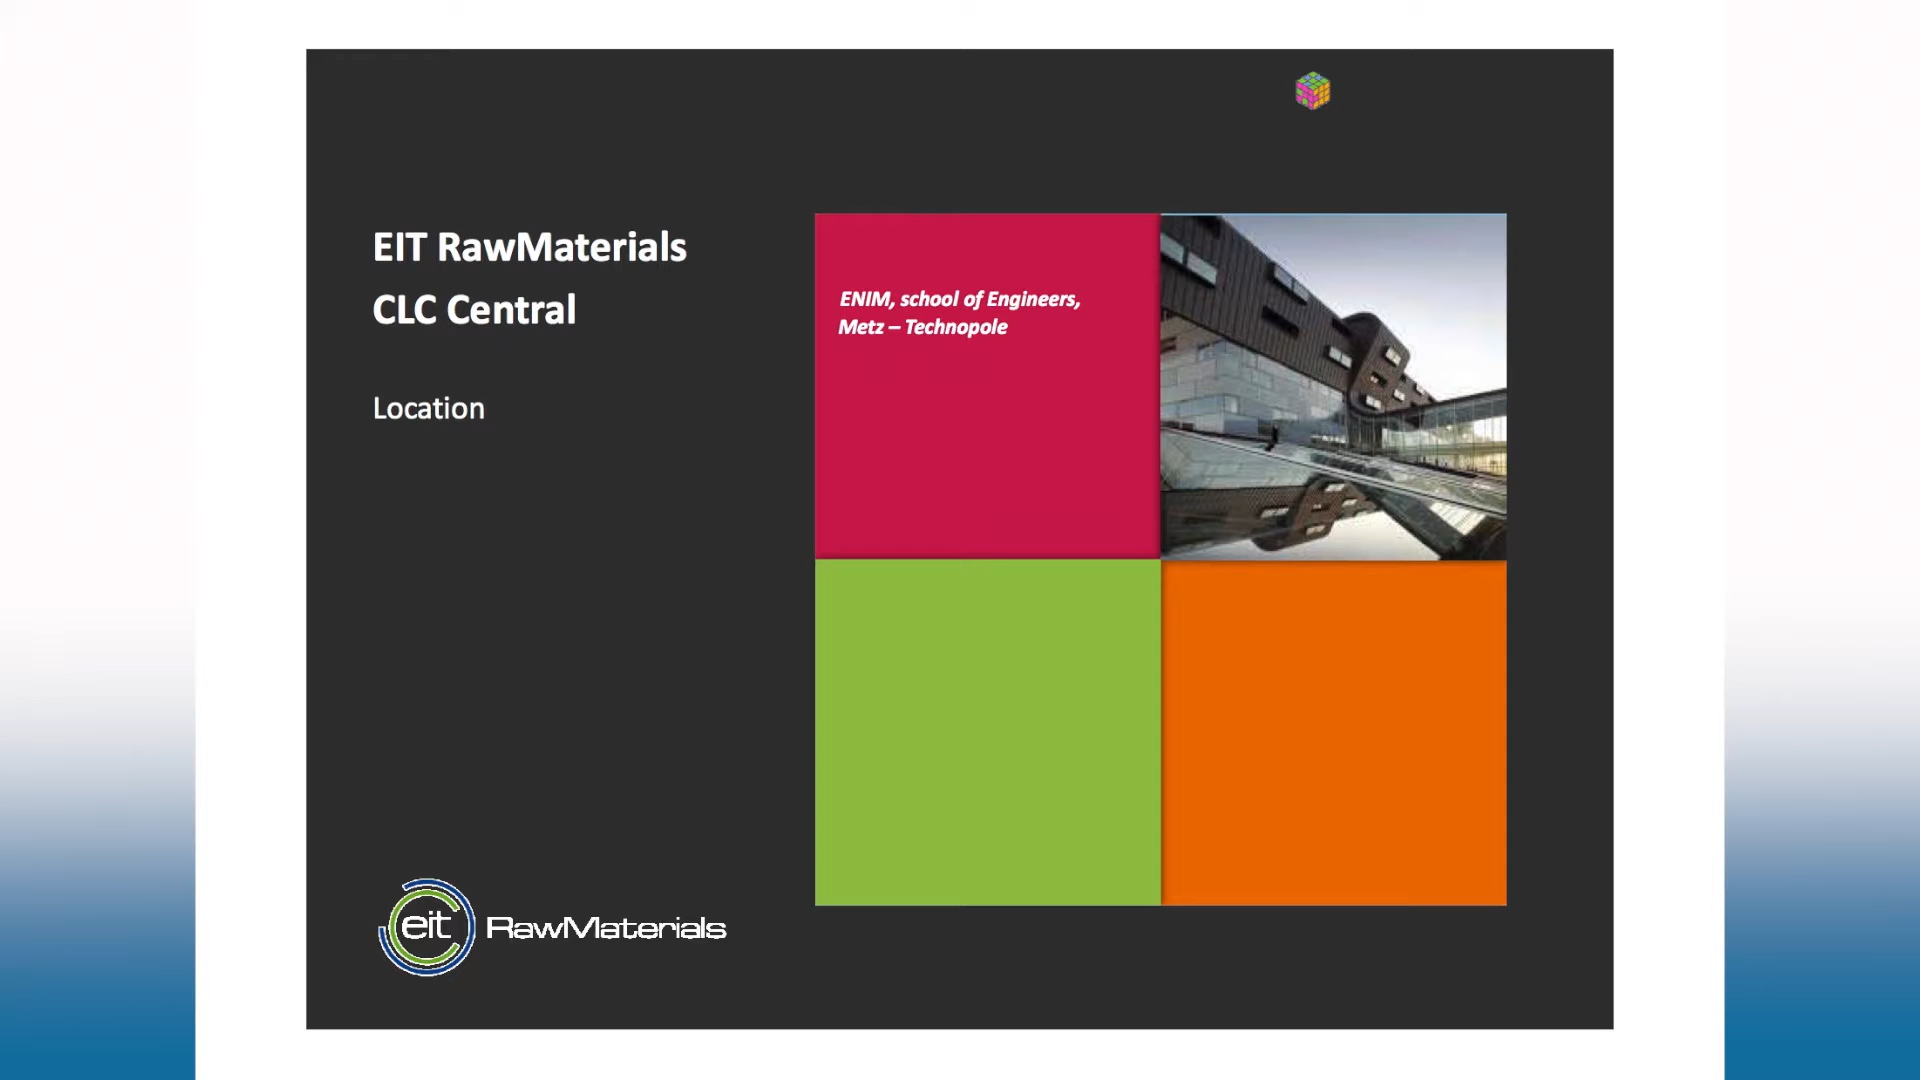 EIT RawMaterials
CLC Central
Location
ENIM, school of Engineers,
Metz – Technopole
eit RawMaterials